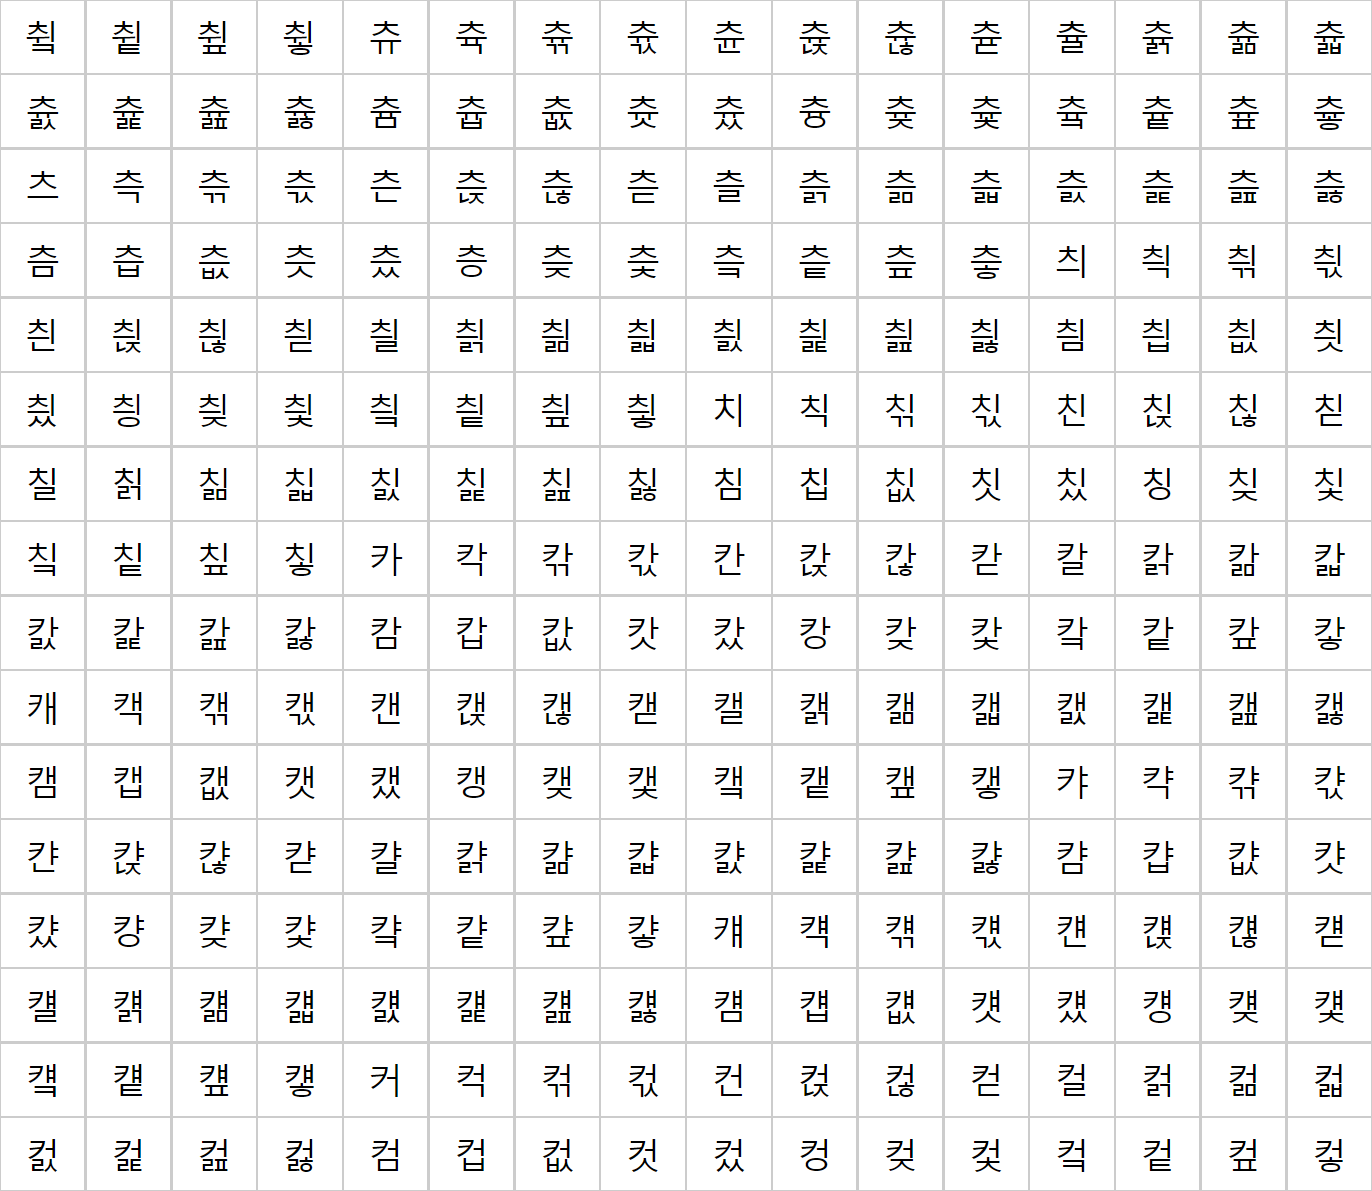 츀 츁 츂 츃 츄 츅 츆 츇 츈 츉 츊 츋 츌 츍 츎 츏
츐 츑 츒 츓 츔 츕 츖 츗 츘 츙 츚 츛 츜 츝 츞 츟
츠 측 츢 츣 츤 츥 츦 츧 츨 츩 츪 츫 츬 츭 츮 츯
츰 츱 츲 츳 츴 층 츶 츷 츸 츹 츺 츻 츼 츽 츾 츿
칀 칁 칂 칃 칄 칅 칆 칇 칈 칉 칊 칋 칌 칍 칎 칏
칐 칑 칒 칓 칔 칕 칖 칗 치 칙 칚 칛 친 칝 칞 칟
칠 칡 칢 칣 칤 칥 칦 칧 침 칩 칪 칫 칬 칭 칮 칯
칰 칱 칲 칳 카 칵 칶 칷 칸 칹 칺 칻 칼 칽 칾 칿
캀 캁 캂 캃 캄 캅 캆 캇 캈 캉 캊 캋 캌 캍 캎 캏
캐 캑 캒 캓 캔 캕 캖 캗 캘 캙 캚 캛 캜 캝 캞 캟
캠 캡 캢 캣 캤 캥 캦 캧 캨 캩 캪 캫 캬 캭 캮 캯
캰 캱 캲 캳 캴 캵 캶 캷 캸 캹 캺 캻 캼 캽 캾 캿
컀 컁 컂 컃 컄 컅 컆 컇 컈 컉 컊 컋 컌 컍 컎 컏
컐 컑 컒 컓 컔 컕 컖 컗 컘 컙 컚 컛 컜 컝 컞 컟
컠 컡 컢 컣 커 컥 컦 컧 컨 컩 컪 컫 컬 컭 컮 컯
컰 컱 컲 컳 컴 컵 컶 컷 컸 컹 컺 컻 컼 컽 컾 컿